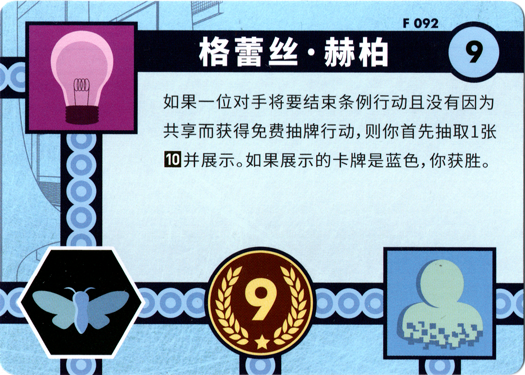 F 092
格蕾丝·赫柏
9
如果一位对手将要结束条例行动且没有因为
共享而获得免费抽牌行动，则你首先抽取1张
10并展示。如果展示的卡牌是蓝色，你获胜。
9